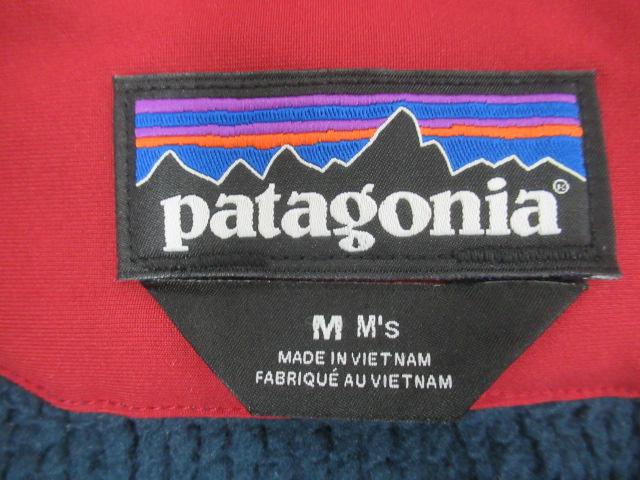 patagonia®
M M's
MADE IN VIETNAM
FABRIQUÉ AU VIETNAM